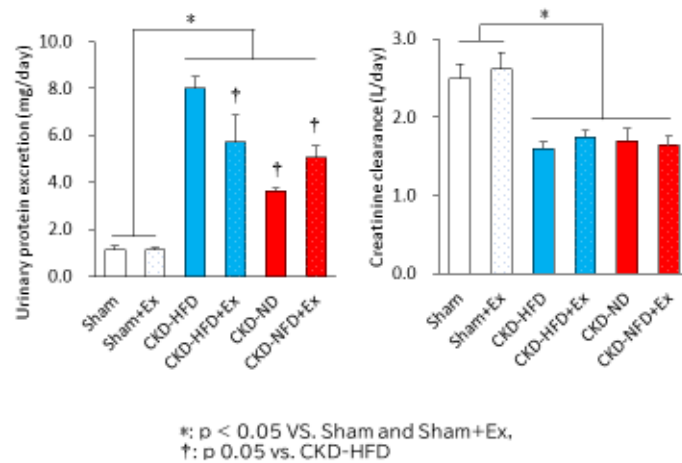 *
Urinary protein excretion (mg/day)
10.0
8.0
6.0
4.0
2.0
0.0
†
†
†
Sham
Sham+Ex
CKD-HFD
CKD-HFD+Ex
CKD-ND
CKD-NFD+Ex
*
Creatinine clearance (L/day)
3.0
2.0
1.0
0.0
Sham
Sham+Ex
CKD-HFD
CKD-HFD+Ex
CKD-ND
CKD-NFD+Ex
*: p < 0.05 VS. Sham and Sham+Ex,
†: p 0.05 vs. CKD-HFD